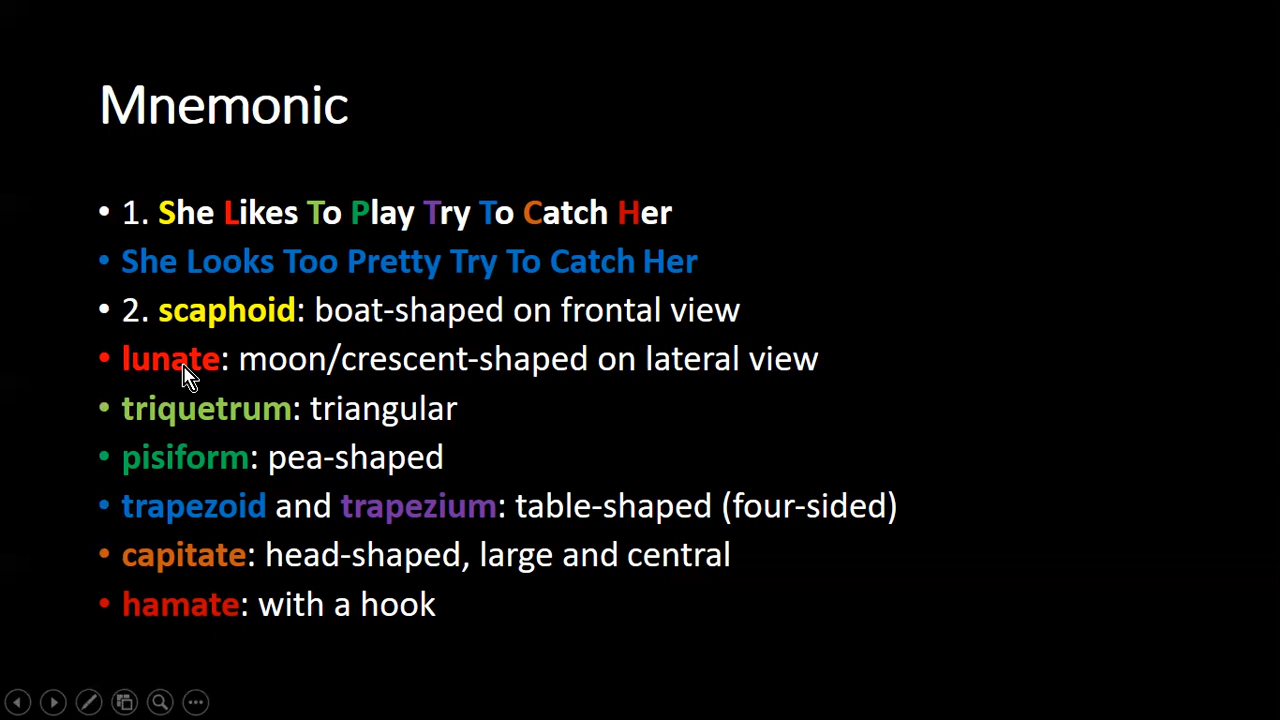 Mnemonic
• 1. She Likes To Play Try To Catch Her
• She Looks Too Pretty Try To Catch Her
• 2. scaphoid: boat-shaped on frontal view
• lunate: moon/crescent-shaped on lateral view
• triquetrum: triangular
• pisiform: pea-shaped
• trapezoid and trapezium: table-shaped (four-sided)
• capitate: head-shaped, large and central
• hamate: with a hook